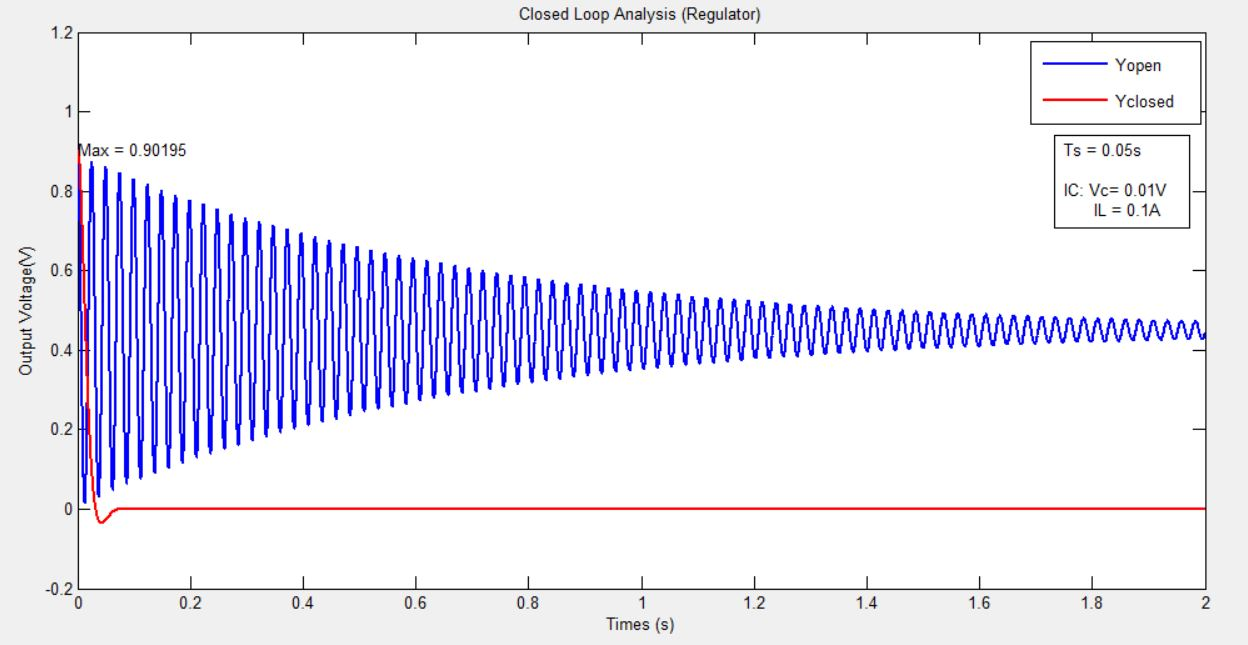 Closed Loop Analysis (Regulator)
1.2
1
0.8
0.6
0.4
0.2
0
-0.2
Output Voltage(V)
Max = 0.90195
Yopen
Yclosed
Ts = 0.05s
IC: Vc= 0.01V
IL = 0.1A
0 0.2 0.4 0.6 0.8 1 1.2 1.4 1.6 1.8 2
Times (s)